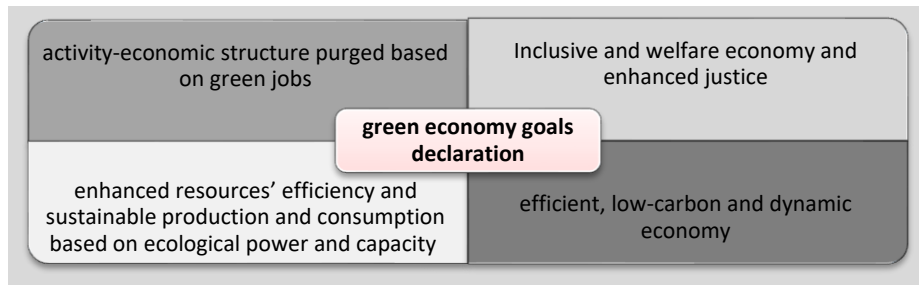 activity-economic structure purged based
on green jobs
Inclusive and welfare economy and
enhanced justice
green economy goals
declaration
enhanced resources’ efficiency and
sustainable production and consumption
based on ecological power and capacity
efficient, low-carbon and dynamic
economy